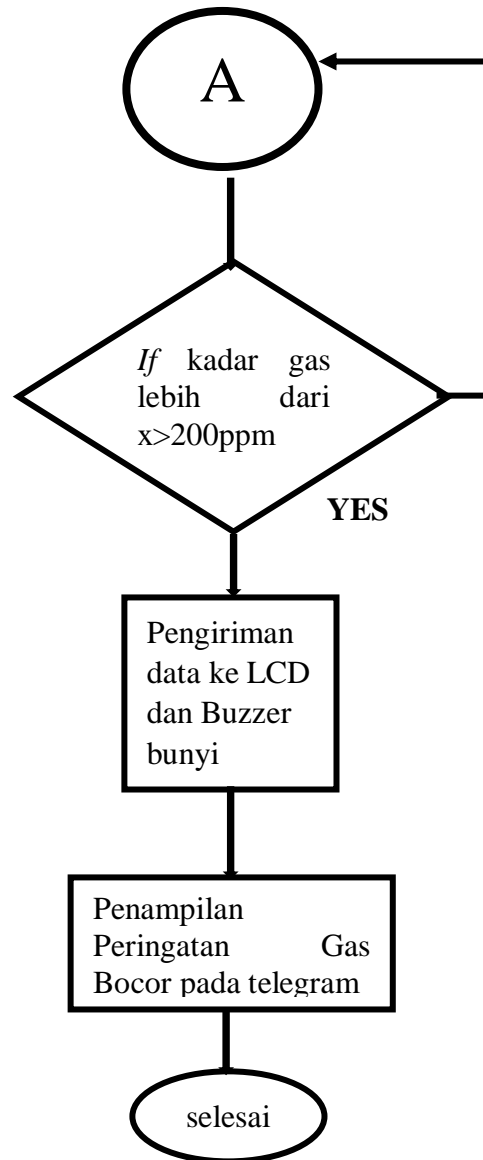 A
If kadar gas
lebih dari
x>200ppm
YES
Pengiriman
data ke LCD
dan Buzzer
bunyi
Penampilan
Peringatan Gas
Bocor pada telegram
selesai